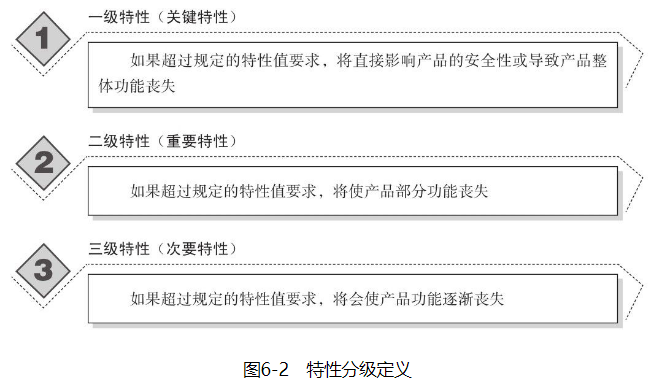 1
一级特性（关键特性）
如果超过规定的特性值要求，将直接影响产品的安全性或导致产品整
体功能丧失
2
二级特性（重要特性）
如果超过规定的特性值要求，将使产品部分功能丧失
3
三级特性（次要特性）
如果超过规定的特性值要求，将会使产品功能逐渐丧失
图6-2 特性分级定义